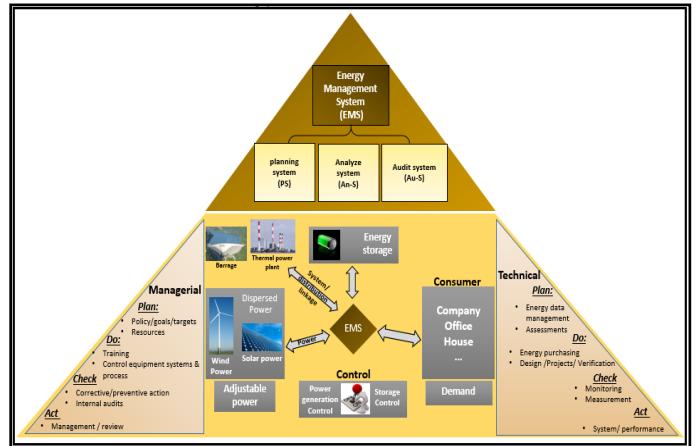 Energy
Management
System
(EMS)
planning
system
(PS)
Analyze
system
(An-S)
Audit system
(Au-S)
Barrage
Thermal power
plant
Energy
storage
System/
distribution
linkage
Managerial
Plan:
• Policy/goals/targets
• Resources
Do:
• Training
• Control equipment systems &
process
Check
• Corrective/preventive action
• Internal audits
Act
• Management / review
Dispersed
Power
Wind
Power
Solar power
Adjustable
power
POWER
EMS
Control
Power
generation
Control
Storage
Control
Consumer
Company
Office
House
...
Demand
Technical
Plan:
• Energy data
management
• Assessments
Do:
• Energy purchasing
• Design /Projects/ Verification
Check
• Monitoring
• Measurement
Act
• System/ performance